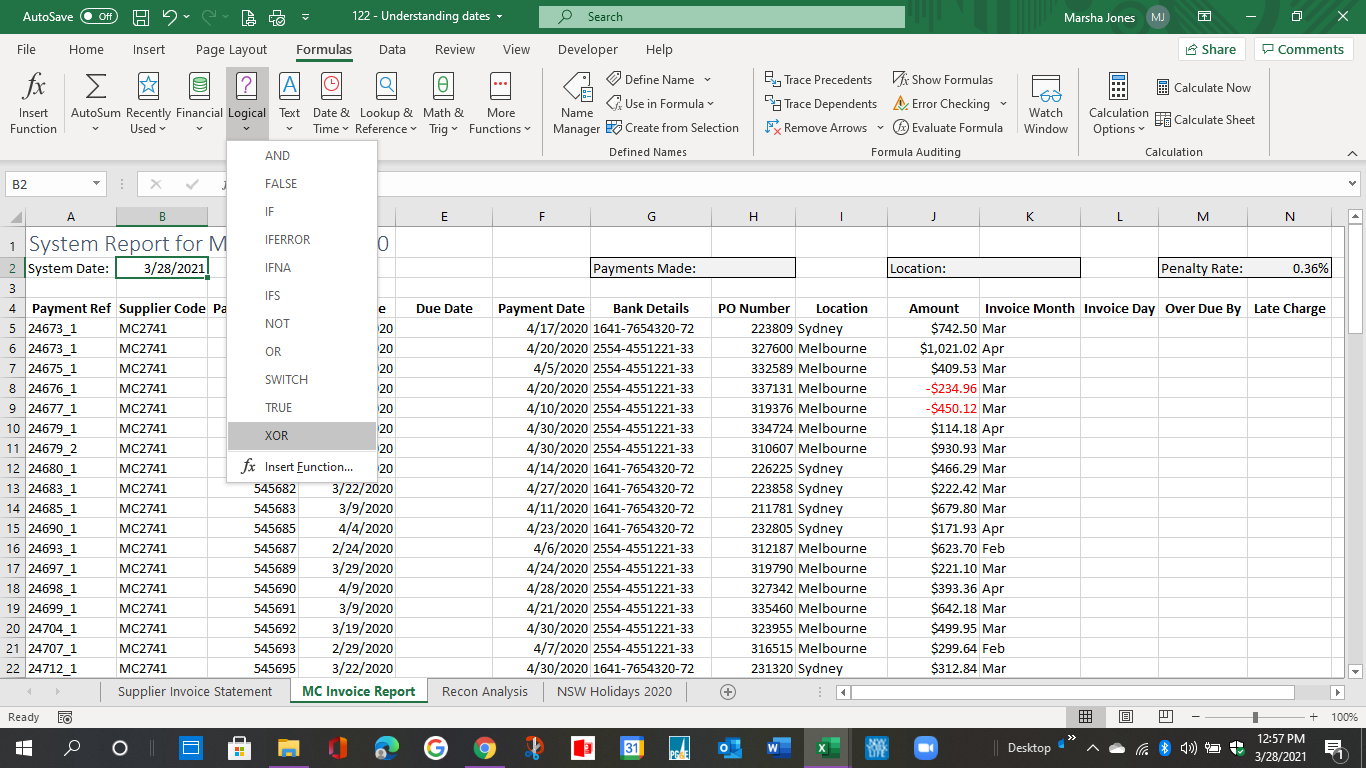 AutoSave Off 122 - Understanding dates Search Marsha Jones MJ
File Home Insert Page Layout Formulas Data Review View Developer Help Share Comments
Insert Function
AutoSum
Recently Used
Financial
Logical
Text
Date & Time
Lookup & Reference
Math & Trig
More Functions
Name Manager
Define Name
Use in Formula
Create from Selection
Defined Names
Trace Precedents
Trace Dependents
Remove Arrows
Show Formulas
Error Checking
Evaluate Formula
Formula Auditing
Watch Window
Calculation Options
Calculate Now
Calculate Sheet
Calculation
AND
FALSE
IF
IFERROR
IFNA
IFS
NOT
OR
SWITCH
TRUE
XOR
fx Insert Function...
B2
A B E F G H I J K L M N
1 System Report for M 0
2 System Date: 3/28/2021 Payments Made: Location: Penalty Rate: 0.36%
3
4 Payment Ref Supplier Code Pa e Due Date Payment Date Bank Details PO Number Location Amount Invoice Month Invoice Day Over Due By Late Charge
5 24673_1 MC2741 020 4/17/2020 1641-7654320-72 223809 Sydney $742.50 Mar
6 24673_1 MC2741 020 4/20/2020 2554-4551221-33 327600 Melbourne $1,021.02 Apr
7 24675_1 MC2741 020 4/5/2020 2554-4551221-33 332589 Melbourne $409.53 Mar
8 24676_1 MC2741 020 4/20/2020 2554-4551221-33 337131 Melbourne -$234.96 Mar
9 24677_1 MC2741 020 4/10/2020 2554-4551221-33 319376 Melbourne -$450.12 Mar
10 24679_1 MC2741 020 4/30/2020 2554-4551221-33 334724 Melbourne $114.18 Apr
11 24679_2 MC2741 020 4/30/2020 2554-4551221-33 310607 Melbourne $930.93 Mar
12 24680_1 MC2741 020 4/14/2020 1641-7654320-72 226225 Sydney $466.29 Mar
13 24683_1 MC2741 545682 3/22/2020 4/27/2020 1641-7654320-72 223858 Sydney $222.42 Mar
14 24685_1 MC2741 545683 3/9/2020 4/11/2020 1641-7654320-72 211781 Sydney $679.80 Mar
15 24690_1 MC2741 545685 4/4/2020 4/23/2020 1641-7654320-72 232805 Sydney $171.93 Apr
16 24693_1 MC2741 545687 2/24/2020 4/6/2020 2554-4551221-33 312187 Melbourne $623.70 Feb
17 24697_1 MC2741 545689 3/29/2020 4/24/2020 2554-4551221-33 319790 Melbourne $221.10 Mar
18 24698_1 MC2741 545690 4/9/2020 4/28/2020 2554-4551221-33 327342 Melbourne $393.36 Apr
19 24699_1 MC2741 545691 3/9/2020 4/21/2020 2554-4551221-33 335460 Melbourne $642.18 Mar
20 24704_1 MC2741 545692 3/19/2020 4/30/2020 2554-4551221-33 323955 Melbourne $499.95 Mar
21 24707_1 MC2741 545693 2/29/2020 4/7/2020 2554-4551221-33 316515 Melbourne $299.64 Feb
22 24712_1 MC2741 545695 3/22/2020 4/30/2020 1641-7654320-72 231320 Sydney $312.84 Mar
Supplier Invoice Statement MC Invoice Report Recon Analysis NSW Holidays 2020
Ready 100%
Desktop 12:57 PM
3/28/2021